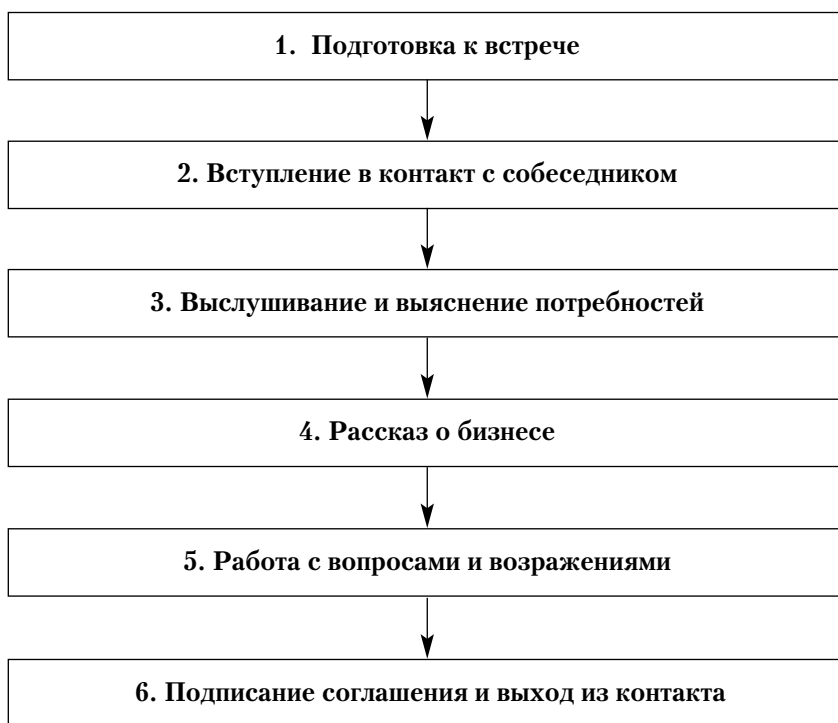 1. Подготовка к встрече
2. Вступление в контакт с собеседником
3. Выслушивание и выяснение потребностей
4. Рассказ о бизнесе
5. Работа с вопросами и возражениями
6. Подписание соглашения и выход из контакта